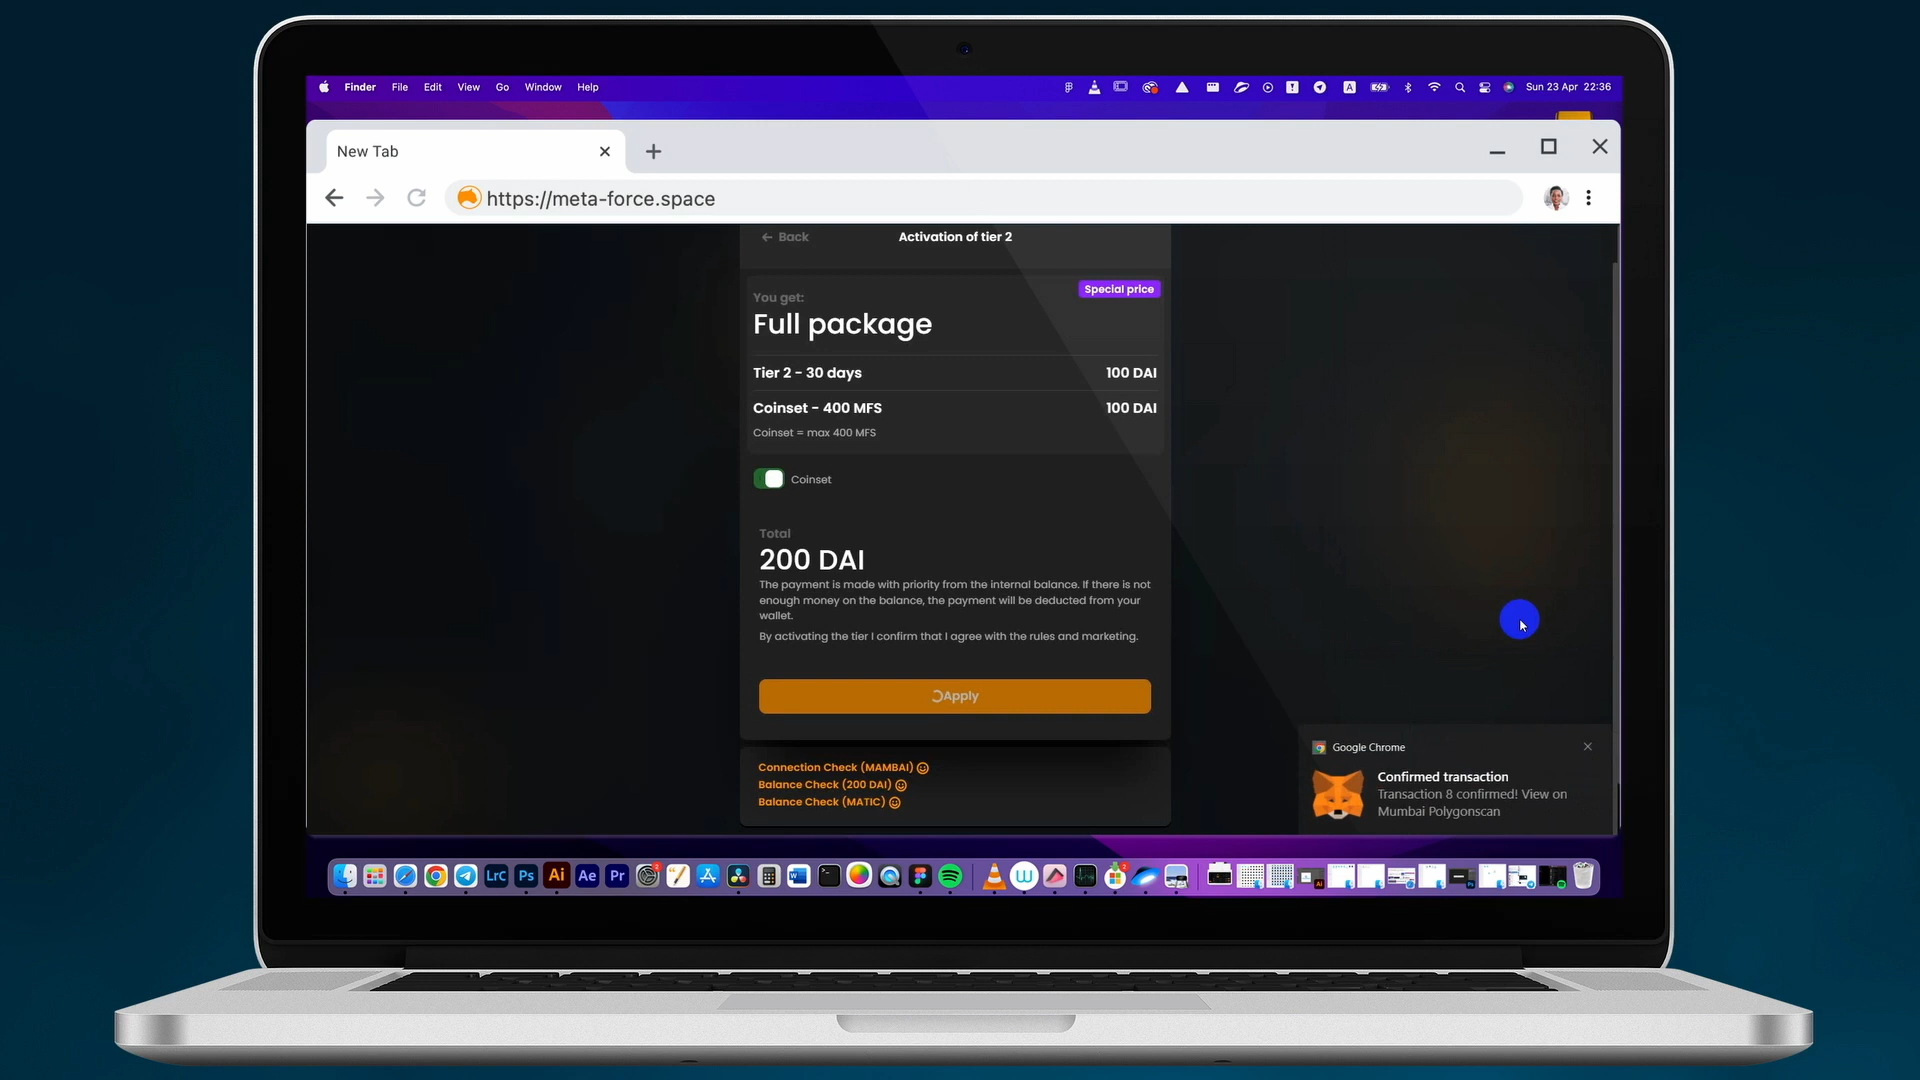 Finder File Edit View Go Window Help
A
Sun 23 Apr 22:36
New Tab
https://meta-force.space
Back
Activation of tier 2
Special price
You get:
Full package
Tier 2 - 30 days
100 DAI
Coinset - 400 MFS
100 DAI
Coinset = max 400 MFS
Coinset
Total
200 DAI
The payment is made with priority from the internal balance. If there is not
enough money on the balance, the payment will be deducted from your
wallet.
By activating the tier I confirm that I agree with the rules and marketing.
Apply
Connection Check (MAMBAI)
Balance Check (200 DAI)
Balance Check (MATIC)
Google Chrome
Confirmed transaction
Transaction 8 confirmed! View on
Mumbai Polygonscan
LrC Ps Ai Ae Pr